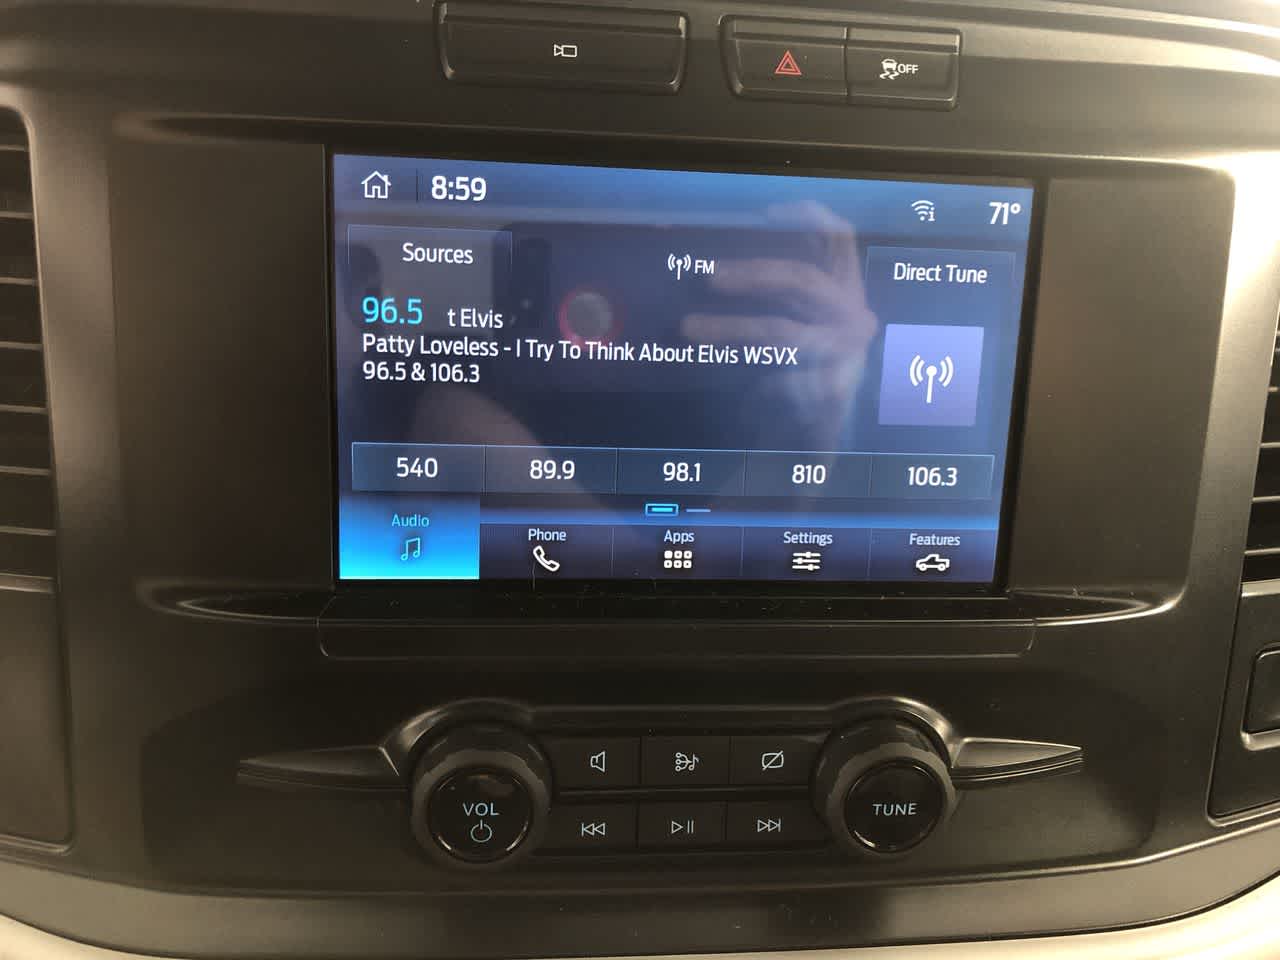 OFF
8:59
71°
Sources
FM
Direct Tune
96.5 t Elvis
Patty Loveless - I Try To Think About Elvis WSVX
96.5 & 106.3
540 89.9 98.1 810 106.3
Audio Phone Apps Settings Features
VOL
TUNE